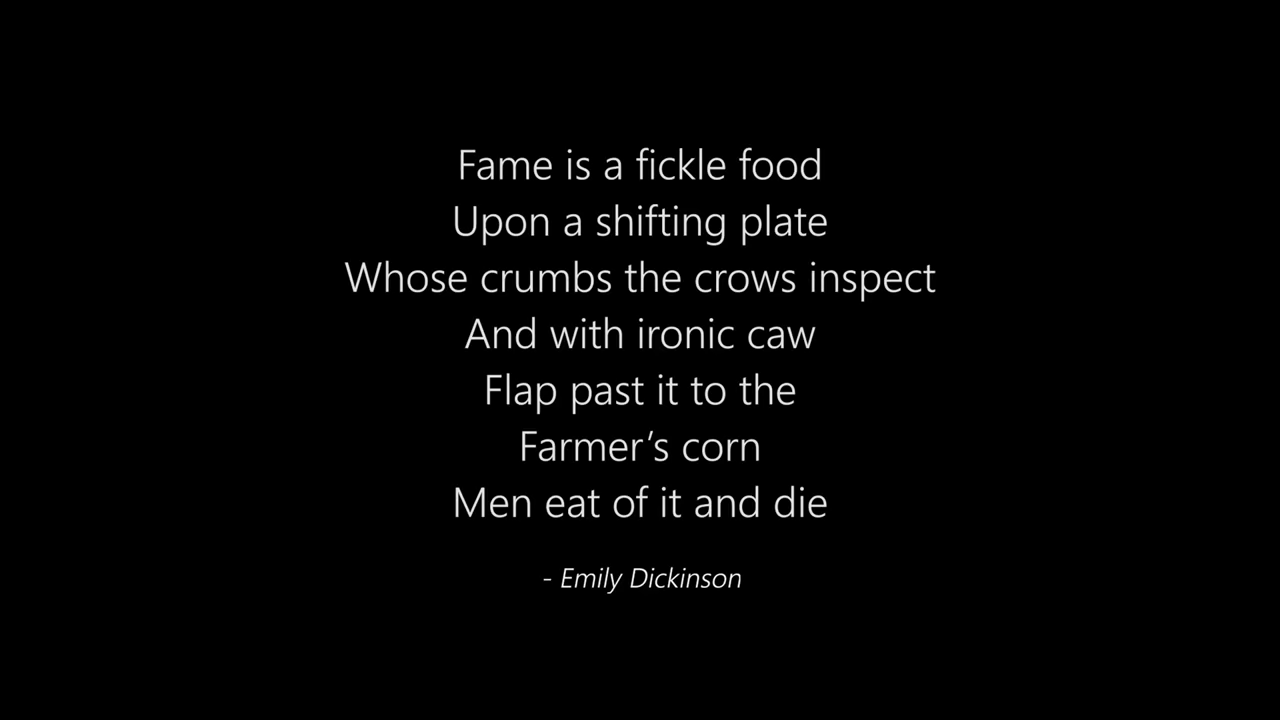 Fame is a fickle food
Upon a shifting plate
Whose crumbs the crows inspect
And with ironic caw
Flap past it to the
Farmer’s corn
Men eat of it and die
- Emily Dickinson